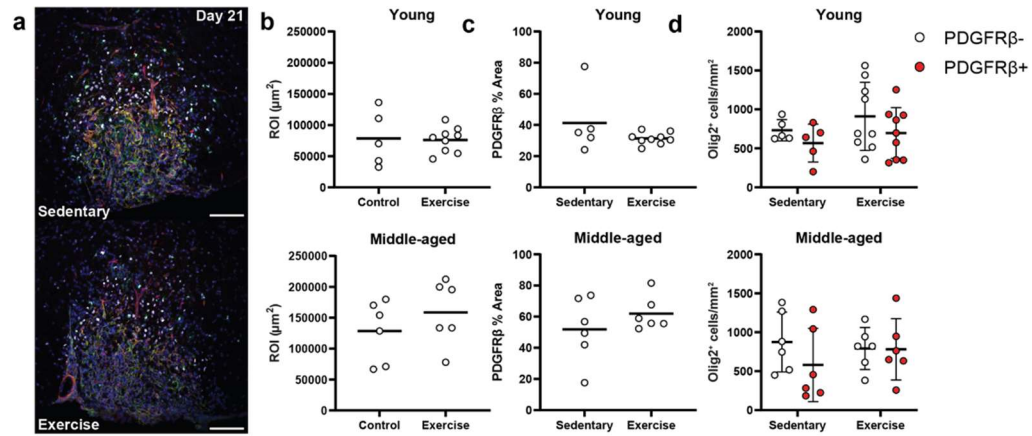 a
Day 21
Sedentary
Exercise
b
Young
250000
200000
150000
100000
50000
0
ROI (µm²)
Control
Exercise
Middle-aged
250000
200000
150000
100000
50000
0
ROI (µm²)
Control
Exercise
c
Young
100
80
60
40
20
0
PDGFRβ % Area
Sedentary
Exercise
Middle-aged
100
80
60
40
20
0
PDGFRβ % Area
Sedentary
Exercise
d
Young
2000
1500
1000
500
0
Olig2⁺ cells/mm²
Sedentary
Exercise
PDGFRβ-
PDGFRβ+
Middle-aged
2000
1500
1000
500
0
Olig2⁺ cells/mm²
Sedentary
Exercise